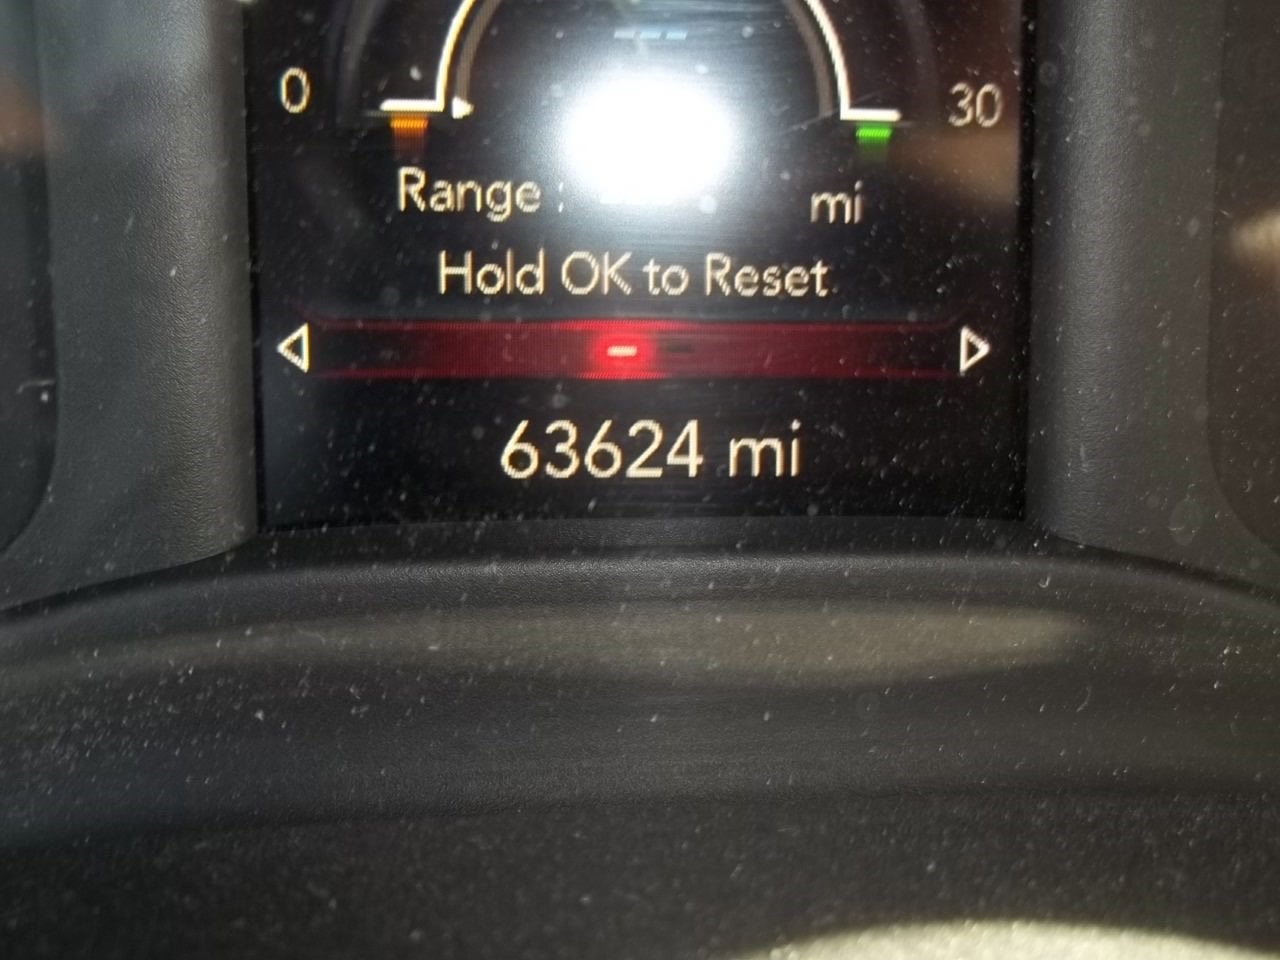 0 30
Range : mi
Hold OK to Reset
63624 mi